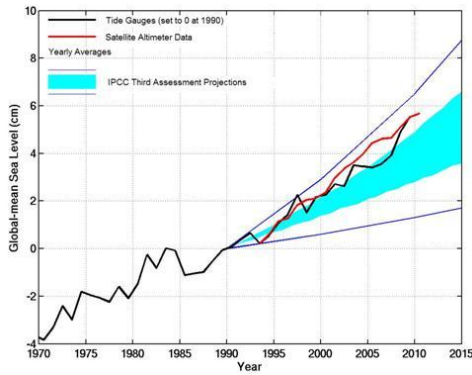 10
8
6
4
2
0
-2
-4
Global-mean Sea Level (cm)
Tide Gauges (set to 0 at 1990)
Satellite Altimeter Data
Yearly Averages
IPCC Third Assessment Projections
1970 1975 1980 1985 1990 1995 2000 2005 2010 2015
Year